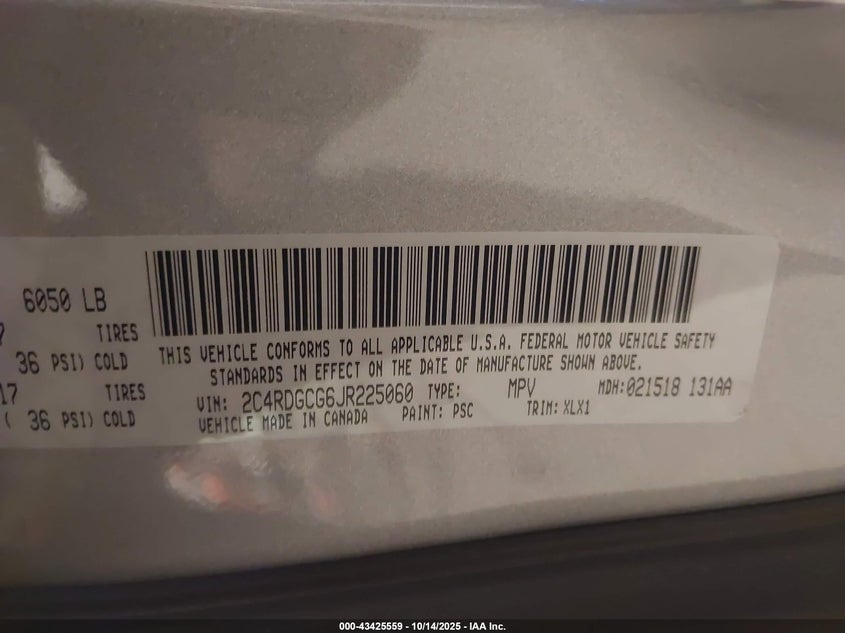 6050 LB
7 TIRES
36 PSI) COLD
17 TIRES
( 36 PSI) COLD
THIS VEHICLE CONFORMS TO ALL APPLICABLE U.S.A. FEDERAL MOTOR VEHICLE SAFETY
STANDARDS IN EFFECT ON THE DATE OF MANUFACTURE SHOWN ABOVE.
VIN: 2C4RDGCG6JR225060 TYPE: MPV MDH:021518 131AA
VEHICLE MADE IN CANADA PAINT: PSC TRIM: XLX1
000-43425559 - 10/14/2025 - IAA Inc.